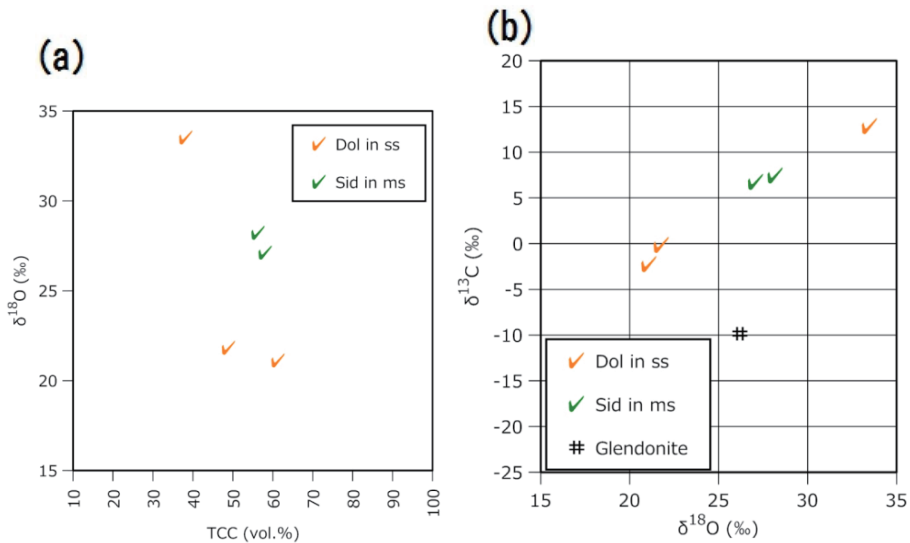 (a)
35
30
25
20
15
δ18O (‰)
10 20 30 40 50 60 70 80 90 100
TCC (vol.%)
Dol in ss
Sid in ms
(b)
20
15
10
5
0
-5
-10
-15
-20
-25
δ13C (‰)
15 20 25 30 35
δ18O (‰)
Dol in ss
Sid in ms
Glendonite